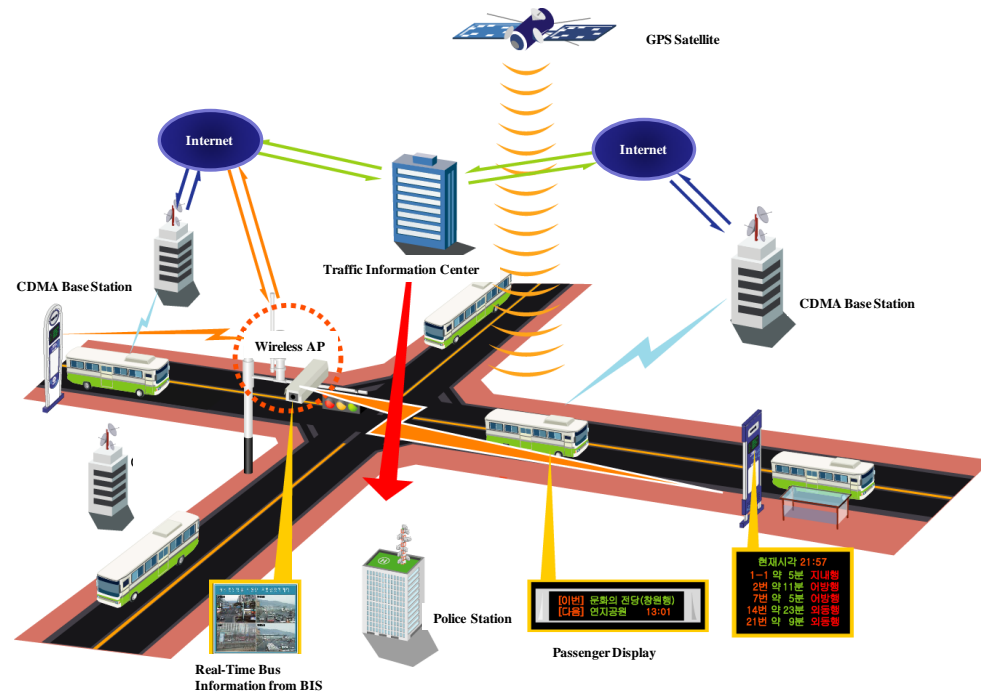 GPS Satellite
Internet
Internet
Traffic Information Center
CDMA Base Station
CDMA Base Station
Wireless AP
현재시각 21:57
1-1 약 5분 지내행
2번 약 11분 어방행
7번 약 5분 어방행
14번 약 23분 외동행
21번 약 9분 외동행
[이번] 문화의 전당(창원행)
[다음] 연지공원 13:01
Police Station
Passenger Display
Real-Time Bus
Information from BIS